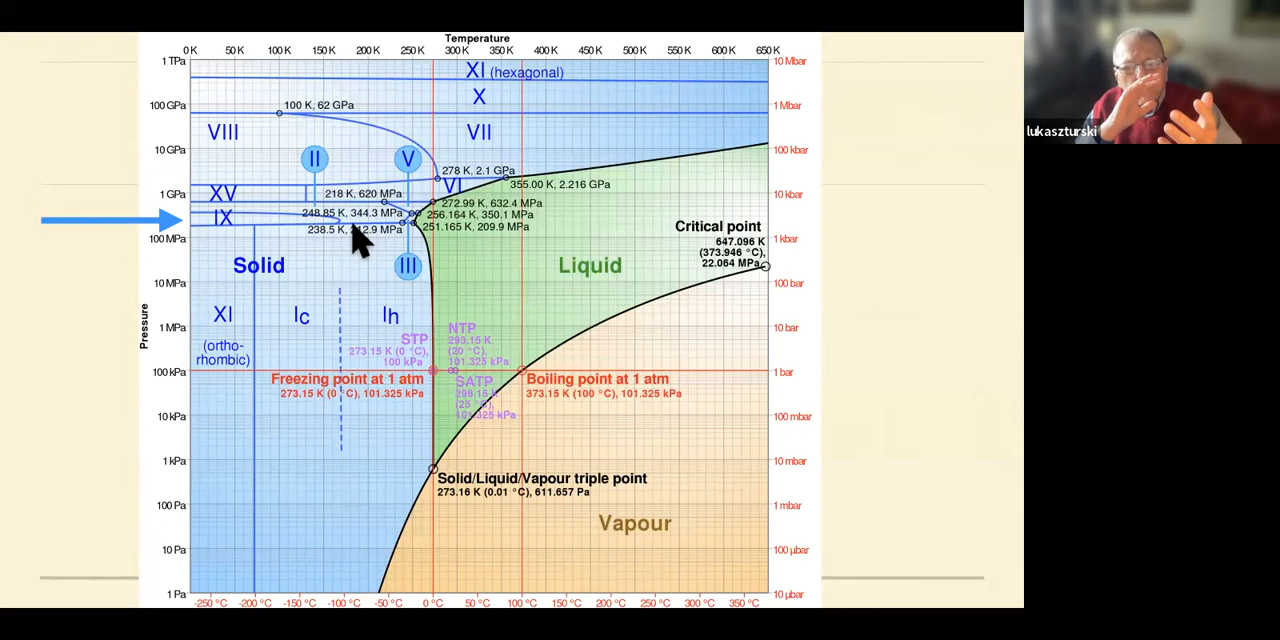 Temperature
0 K 50 K 100 K 150 K 200 K 250 K 300 K 350 K 400 K 450 K 500 K 550 K 600 K 650 K
1 TPa
10 Mbar
XI (hexagonal)
X
100 GPa
100 K, 62 GPa
1 Mbar
VIII
VII
10 GPa
100 kbar
II
V
278 K, 2.1 GPa
355.00 K, 2.216 GPa
VI
1 GPa
XV
218 K, 620 MPa
10 kbar
272.99 K, 632.4 MPa
IX
248.85 K, 344.3 MPa
256.164 K, 350.1 MPa
238.5 K, 212.9 MPa
251.165 K, 209.9 MPa
100 MPa
1 kbar
Critical point
647.096 K
(373.946 °C),
22.064 MPa
Solid
III
Liquid
10 MPa
100 bar
XI
(ortho-
rhombic)
Ic
Ih
Pressure
1 MPa
10 bar
STP
273.15 K (0 °C),
100 kPa
NTP
293.15 K
(20 °C),
101.325 kPa
100 kPa
1 bar
Freezing point at 1 atm
273.15 K (0 °C), 101.325 kPa
SATP
298.15 K
(25 °C),
101.325 kPa
Boiling point at 1 atm
373.15 K (100 °C), 101.325 kPa
10 kPa
100 mbar
1 kPa
10 mbar
Solid/Liquid/Vapour triple point
273.16 K (0.01 °C), 611.657 Pa
100 Pa
1 mbar
Vapour
10 Pa
100 µbar
1 Pa
10 µbar
-250 °C -200 °C -150 °C -100 °C -50 °C 0 °C 50 °C 100 °C 150 °C 200 °C 250 °C 300 °C 350 °C
lukaszturski